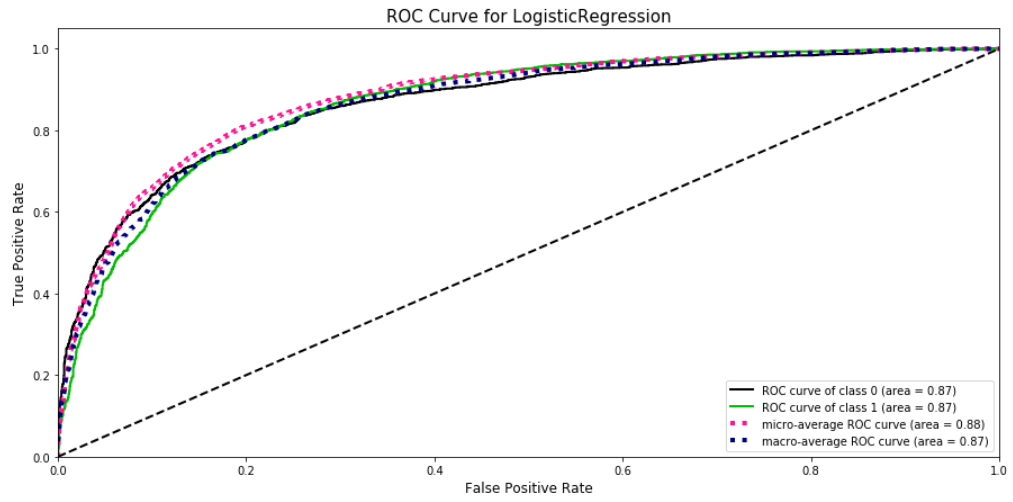 ROC Curve for LogisticRegression
True Positive Rate
1.0
0.8
0.6
0.4
0.2
0.0
ROC curve of class 0 (area = 0.87)
ROC curve of class 1 (area = 0.87)
micro-average ROC curve (area = 0.88)
macro-average ROC curve (area = 0.87)
0.0 0.2 0.4 0.6 0.8 1.0
False Positive Rate